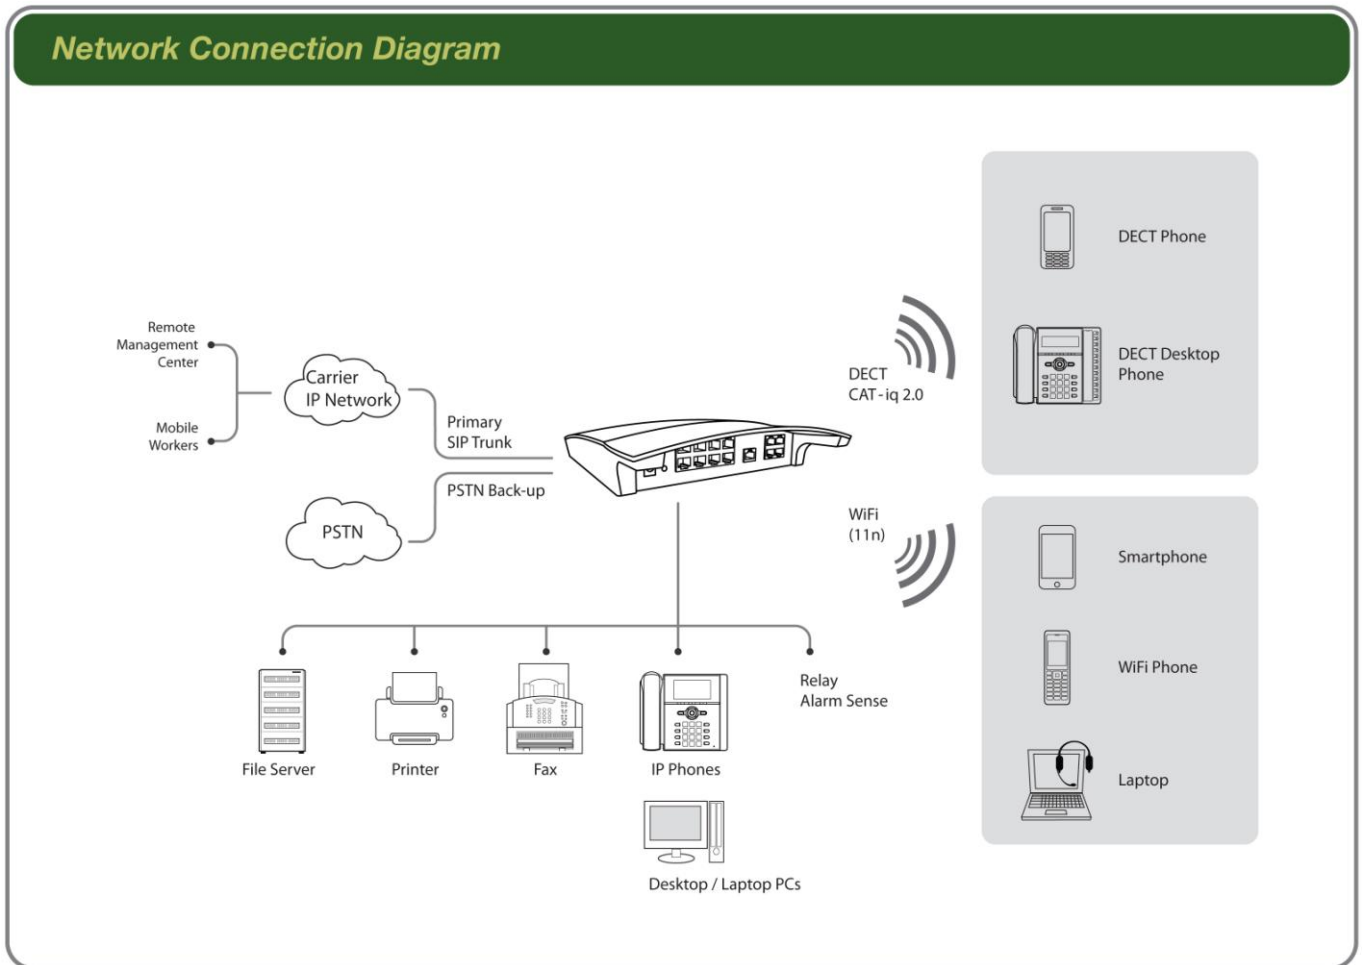 Network Connection Diagram
DECT Phone
DECT Desktop
Phone
DECT
CAT-iq 2.0
Remote
Management
Center
Mobile
Workers
Carrier
IP Network
Primary
SIP Trunk
PSTN Back-up
PSTN
WiFi
(11n)
Smartphone
WiFi Phone
Laptop
File Server
Printer
Fax
IP Phones
Relay
Alarm Sense
Desktop / Laptop PCs